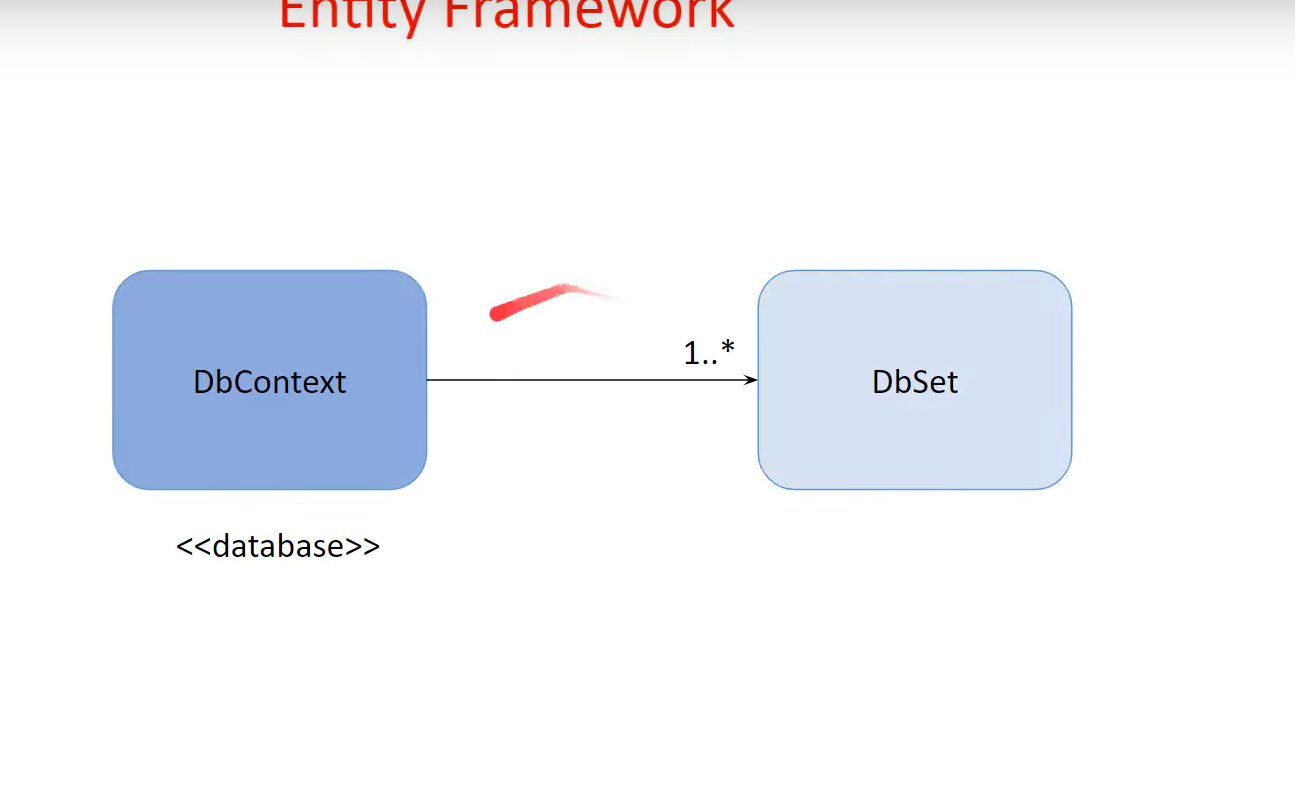 Entity Framework
1..*
DbContext
DbSet
<<database>>